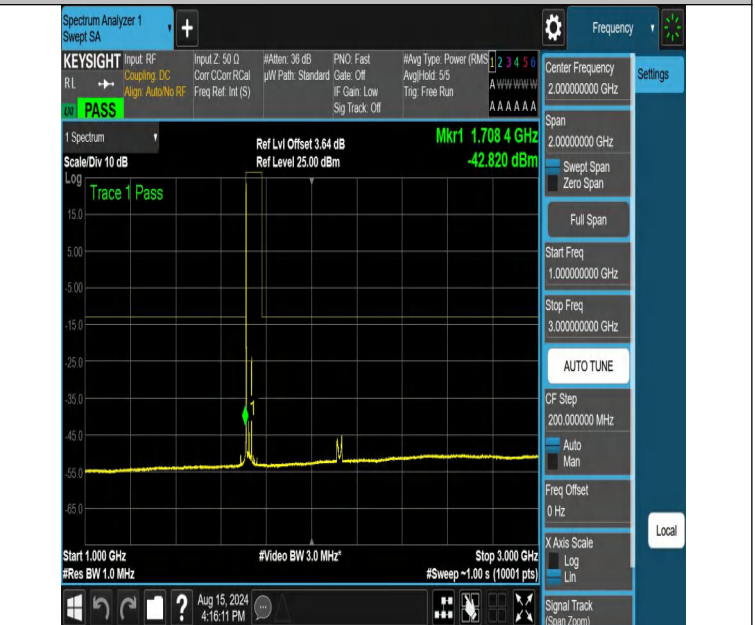 Spectrum Analyzer 1
Swept SA
+
Frequency
KEYSIGHT
RL
PASS
Input: RF
Coupling: DC
Align: Auto/No RF
Input Z: 50 Ω
Corr CCorr RCal
Freq Ref: Int (S)
#Atten: 36 dB
µW Path: Standard
PNO: Fast
Gate: Off
IF Gain: Low
Sig Track: Off
#Avg Type: Power (RMS
Avg|Hold: 5/5
Trig: Free Run
1 2 3 4 5 6
A W W W W W
A A A A A A
Center Frequency
2.000000000 GHz
Settings
Span
2.00000000 GHz
Swept Span
Zero Span
Full Span
Start Freq
1.000000000 GHz
Stop Freq
3.000000000 GHz
AUTO TUNE
CF Step
200.000000 MHz
Auto
Man
Freq Offset
0 Hz
X Axis Scale
Log
Lin
Local
Signal Track
(Span Zoom)
1 Spectrum
Scale/Div 10 dB
Ref Lvl Offset 3.64 dB
Ref Level 25.00 dBm
Mkr1 1.708 4 GHz
-42.820 dBm
Log
Trace 1 Pass
15.0
5.00
-5.00
-15.0
-25.0
-35.0
-45.0
-55.0
-65.0
1
Start 1.000 GHz
#Res BW 1.0 MHz
#Video BW 3.0 MHz*
Stop 3.000 GHz
#Sweep ~1.00 s (10001 pts)
?
Aug 15, 2024
4:16:11 PM